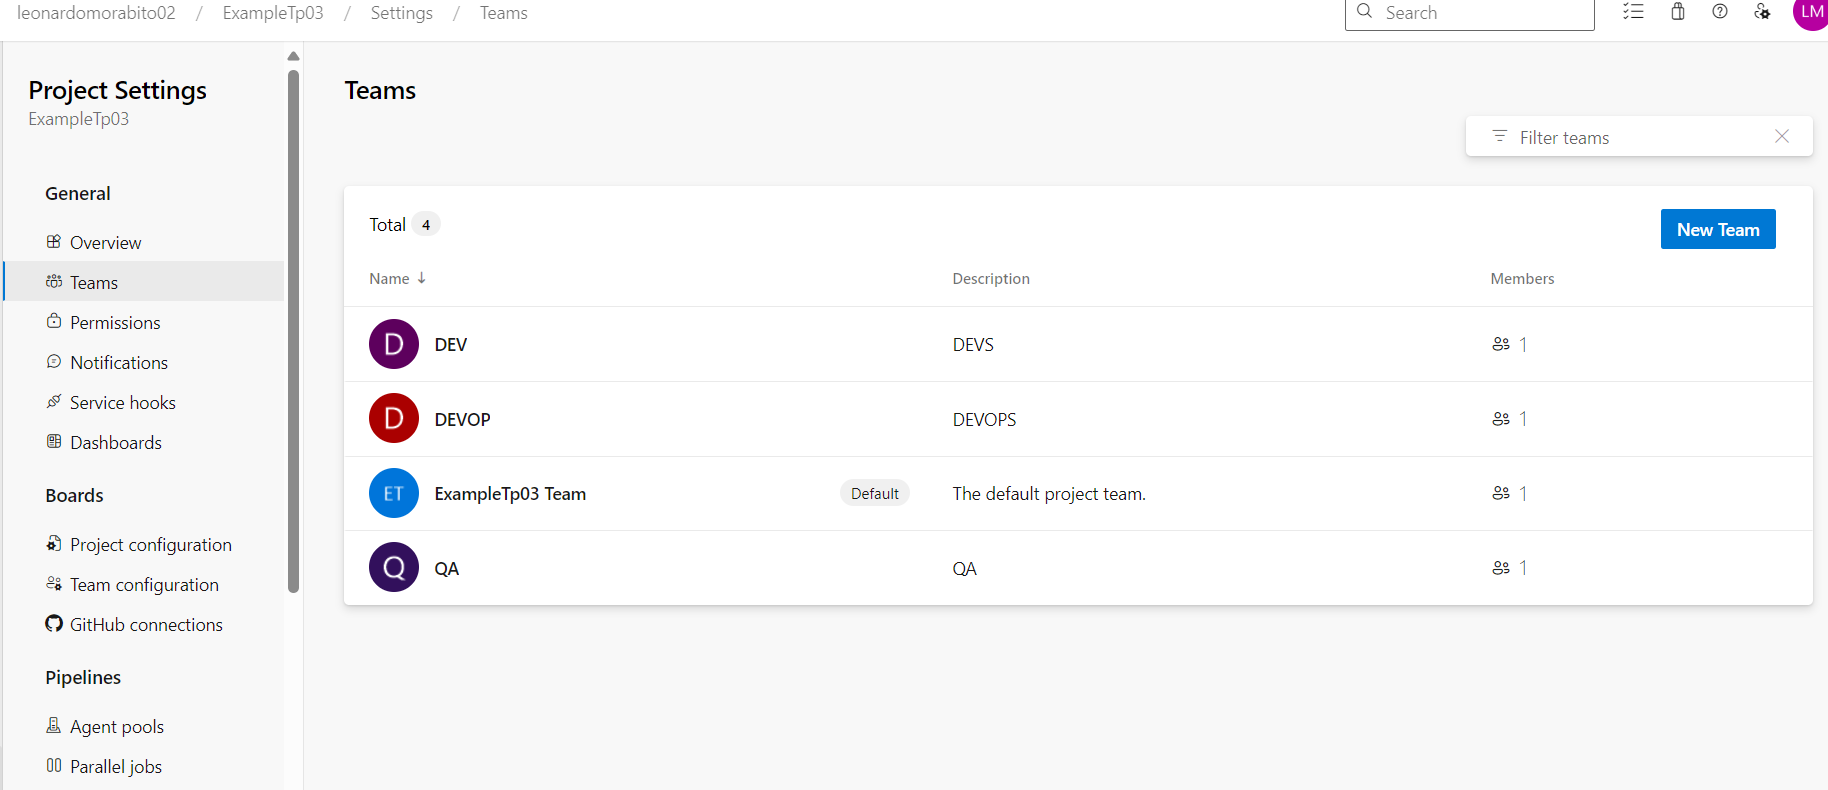 leonardomorabito02 / ExampleTp03 / Settings / Teams
Search
LM
Project Settings
ExampleTp03
General
Overview
Teams
Permissions
Notifications
Service hooks
Dashboards
Boards
Project configuration
Team configuration
GitHub connections
Pipelines
Agent pools
Parallel jobs
Teams
Filter teams
Total 4
New Team
Name ↓ Description Members
D DEV DEVS 1
D DEVOP DEVOPS 1
ET ExampleTp03 Team Default The default project team. 1
Q QA QA 1